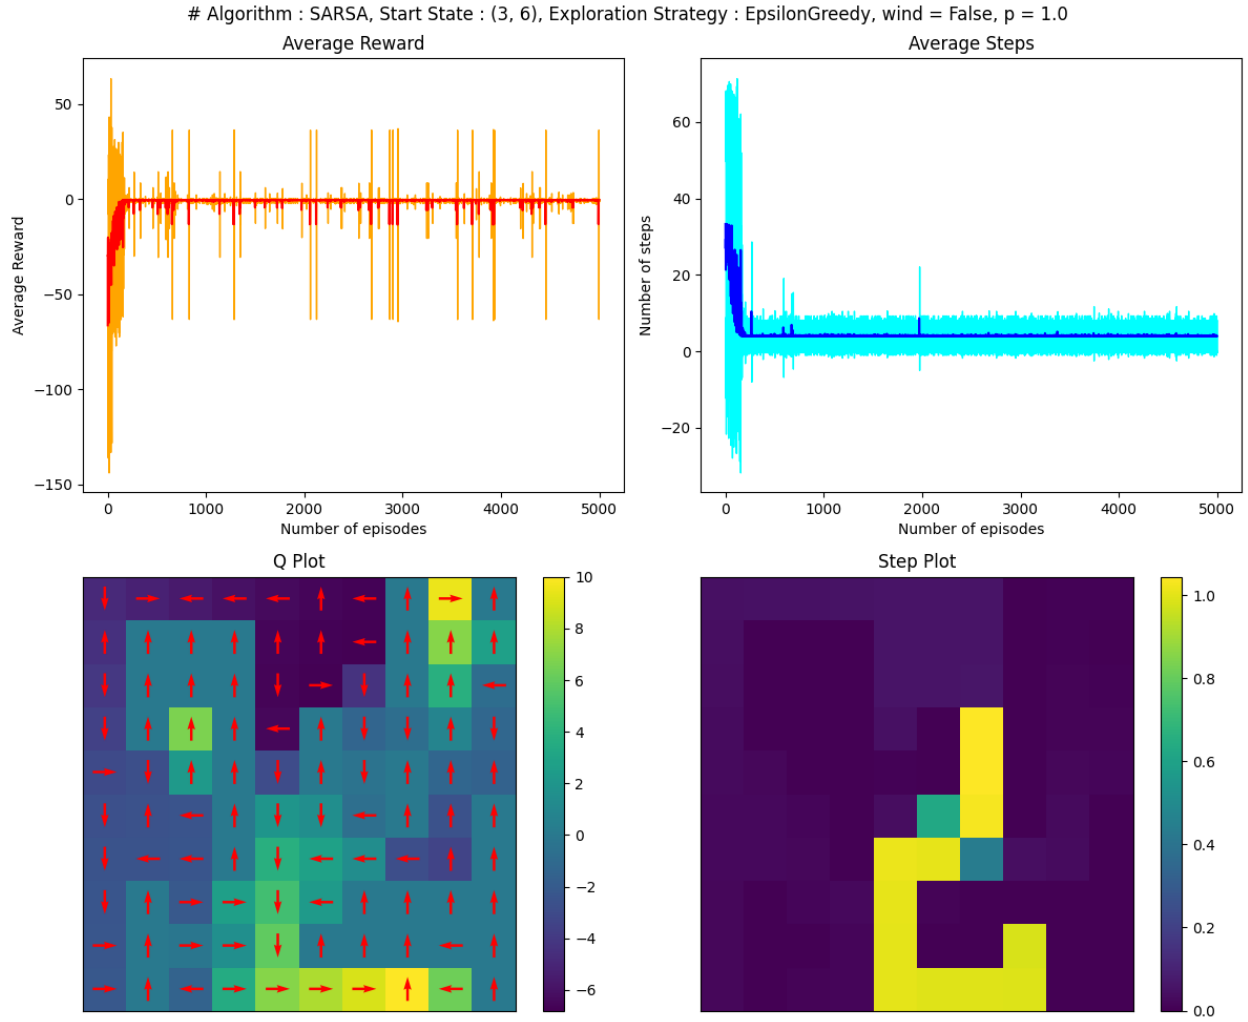 # Algorithm : SARSA, Start State : (3, 6), Exploration Strategy : EpsilonGreedy, wind = False, p = 1.0
Average Reward
Average Reward
50
0
−50
−100
−150
0 1000 2000 3000 4000 5000
Number of episodes
Average Steps
Number of steps
60
40
20
0
−20
0 1000 2000 3000 4000 5000
Number of episodes
Q Plot
10
8
6
4
2
0
−2
−4
−6
Step Plot
1.0
0.8
0.6
0.4
0.2
0.0